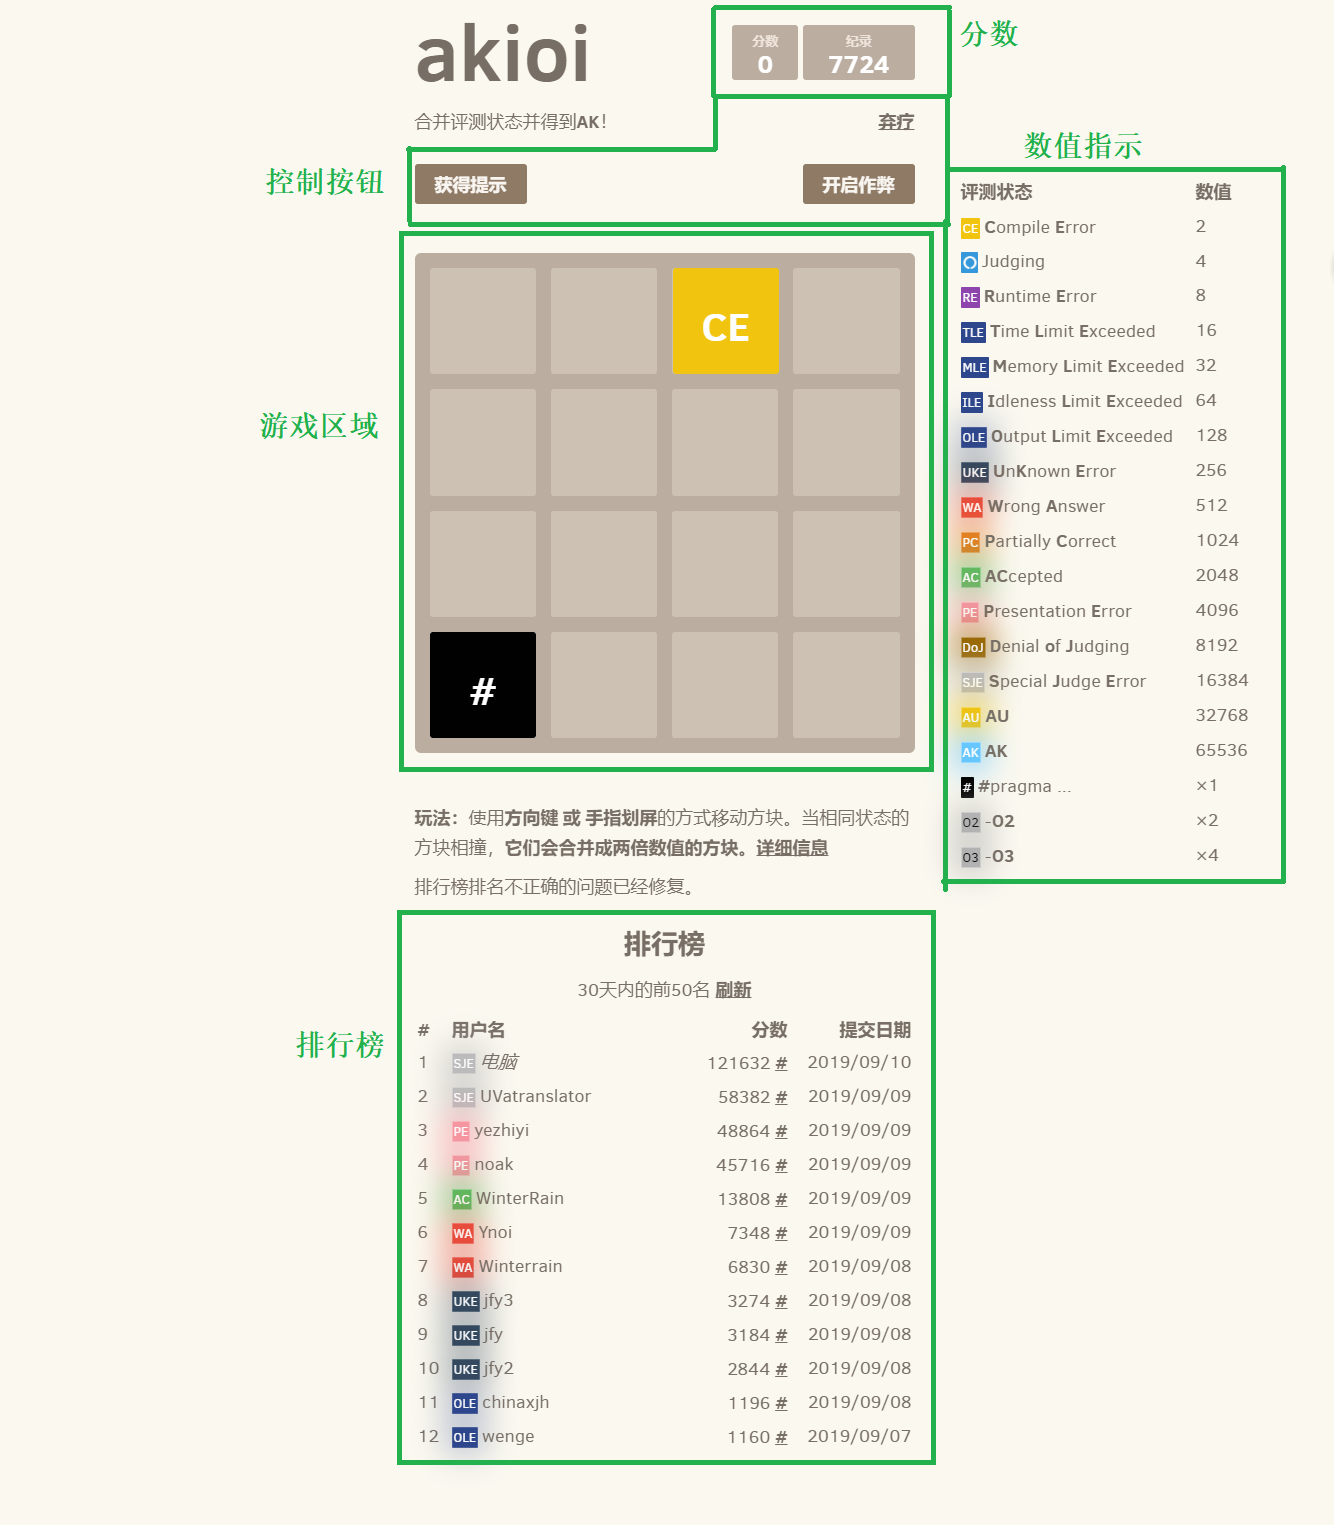 akioi
分数
0
纪录
7724
分数
合并评测状态并得到AK！
弃疗
控制按钮
获得提示
开启作弊
数值指示
评测状态 数值
CE Compile Error 2
Judging 4
RE Runtime Error 8
TLE Time Limit Exceeded 16
MLE Memory Limit Exceeded 32
ILE Idleness Limit Exceeded 64
OLE Output Limit Exceeded 128
UKE UnKnown Error 256
WA Wrong Answer 512
PC Partially Correct 1024
AC ACcepted 2048
PE Presentation Error 4096
DoJ Denial of Judging 8192
SJE Special Judge Error 16384
AU AU 32768
AK AK 65536
# #pragma ... ×1
O2 -O2 ×2
O3 -O3 ×4
游戏区域
CE
#
玩法：使用方向键 或 手指划屏的方式移动方块。当相同状态的
方块相撞，它们会合并成两倍数值的方块。详细信息
排行榜排名不正确的问题已经修复。
排行榜
排行榜
30天内的前50名 刷新
# 用户名 分数 提交日期
1 SJE 电脑 121632 # 2019/09/10
2 SJE UVatranslator 58382 # 2019/09/09
3 PE yezhiyi 48864 # 2019/09/09
4 PE noak 45716 # 2019/09/09
5 AC WinterRain 13808 # 2019/09/09
6 WA Ynoi 7348 # 2019/09/09
7 WA Winterrain 6830 # 2019/09/08
8 UKE jfy3 3274 # 2019/09/08
9 UKE jfy 3184 # 2019/09/08
10 UKE jfy2 2844 # 2019/09/08
11 OLE chinaxjh 1196 # 2019/09/08
12 OLE wenge 1160 # 2019/09/07